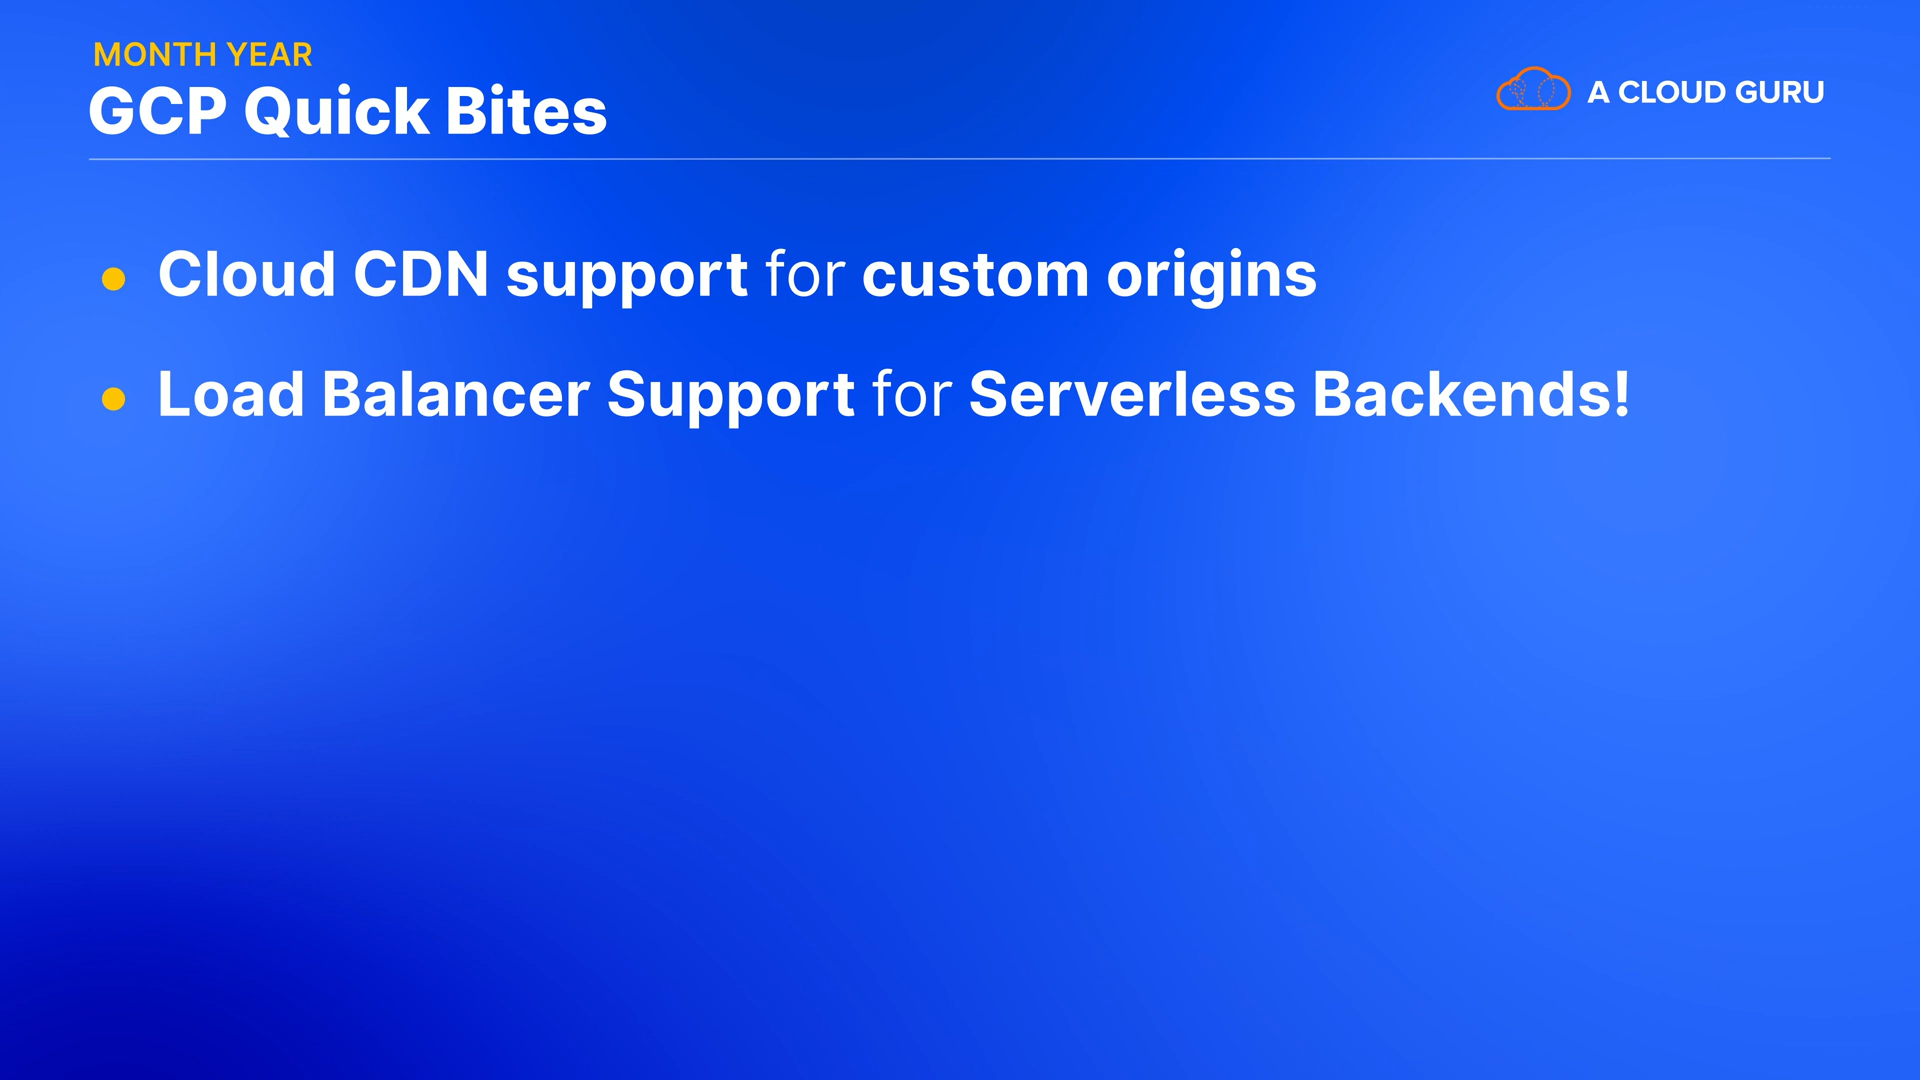 MONTH YEAR
GCP Quick Bites
A CLOUD GURU
Cloud CDN support for custom origins
Load Balancer Support for Serverless Backends!